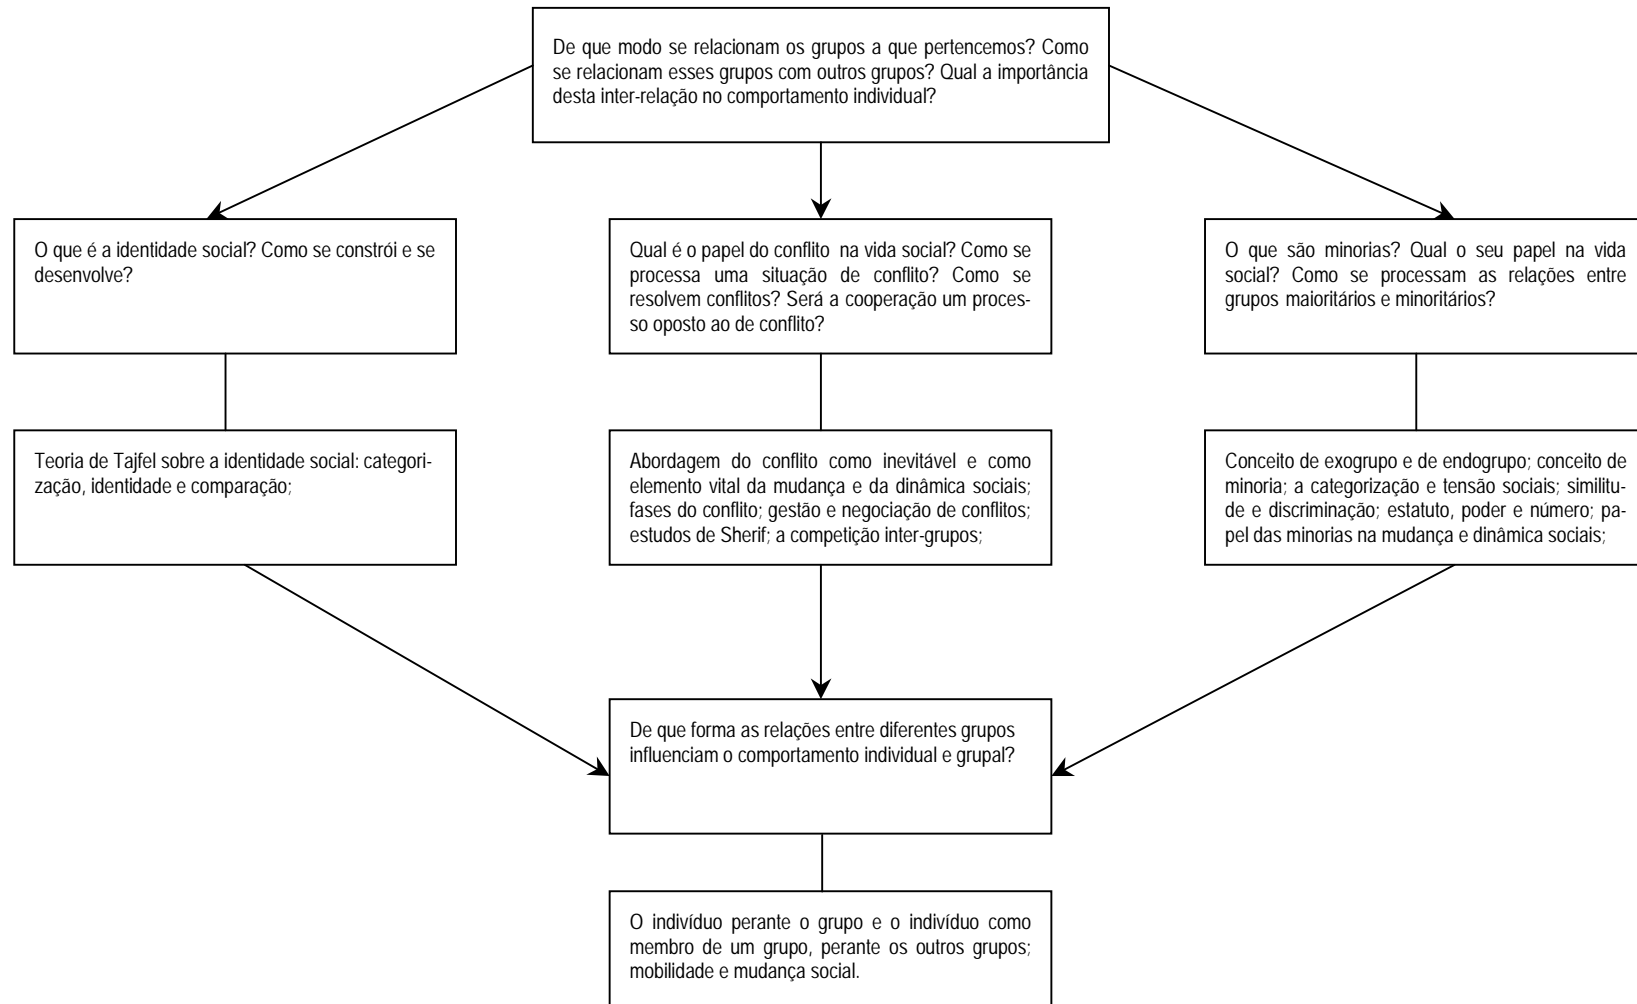 De que modo se relacionam os grupos a que pertencemos? Como
se relacionam esses grupos com outros grupos? Qual a importância
desta inter-relação no comportamento individual?
O que é a identidade social? Como se constrói e se
desenvolve?
Qual é o papel do conflito na vida social? Como se
processa uma situação de conflito? Como se
resolvem conflitos? Será a cooperação um proces-
so oposto ao de conflito?
O que são minorias? Qual o seu papel na vida
social? Como se processam as relações entre
grupos maioritários e minoritários?
Teoria de Tajfel sobre a identidade social: categori-
zação, identidade e comparação;
Abordagem do conflito como inevitável e como
elemento vital da mudança e da dinâmica sociais;
fases do conflito; gestão e negociação de conflitos;
estudos de Sherif; a competição inter-grupos;
Conceito de exogrupo e de endogrupo; conceito de
minoria; a categorização e tensão sociais; similitu-
de e discriminação; estatuto, poder e número; pa-
pel das minorias na mudança e dinâmica sociais;
De que forma as relações entre diferentes grupos
influenciam o comportamento individual e grupal?
O indivíduo perante o grupo e o indivíduo como
membro de um grupo, perante os outros grupos;
mobilidade e mudança social.